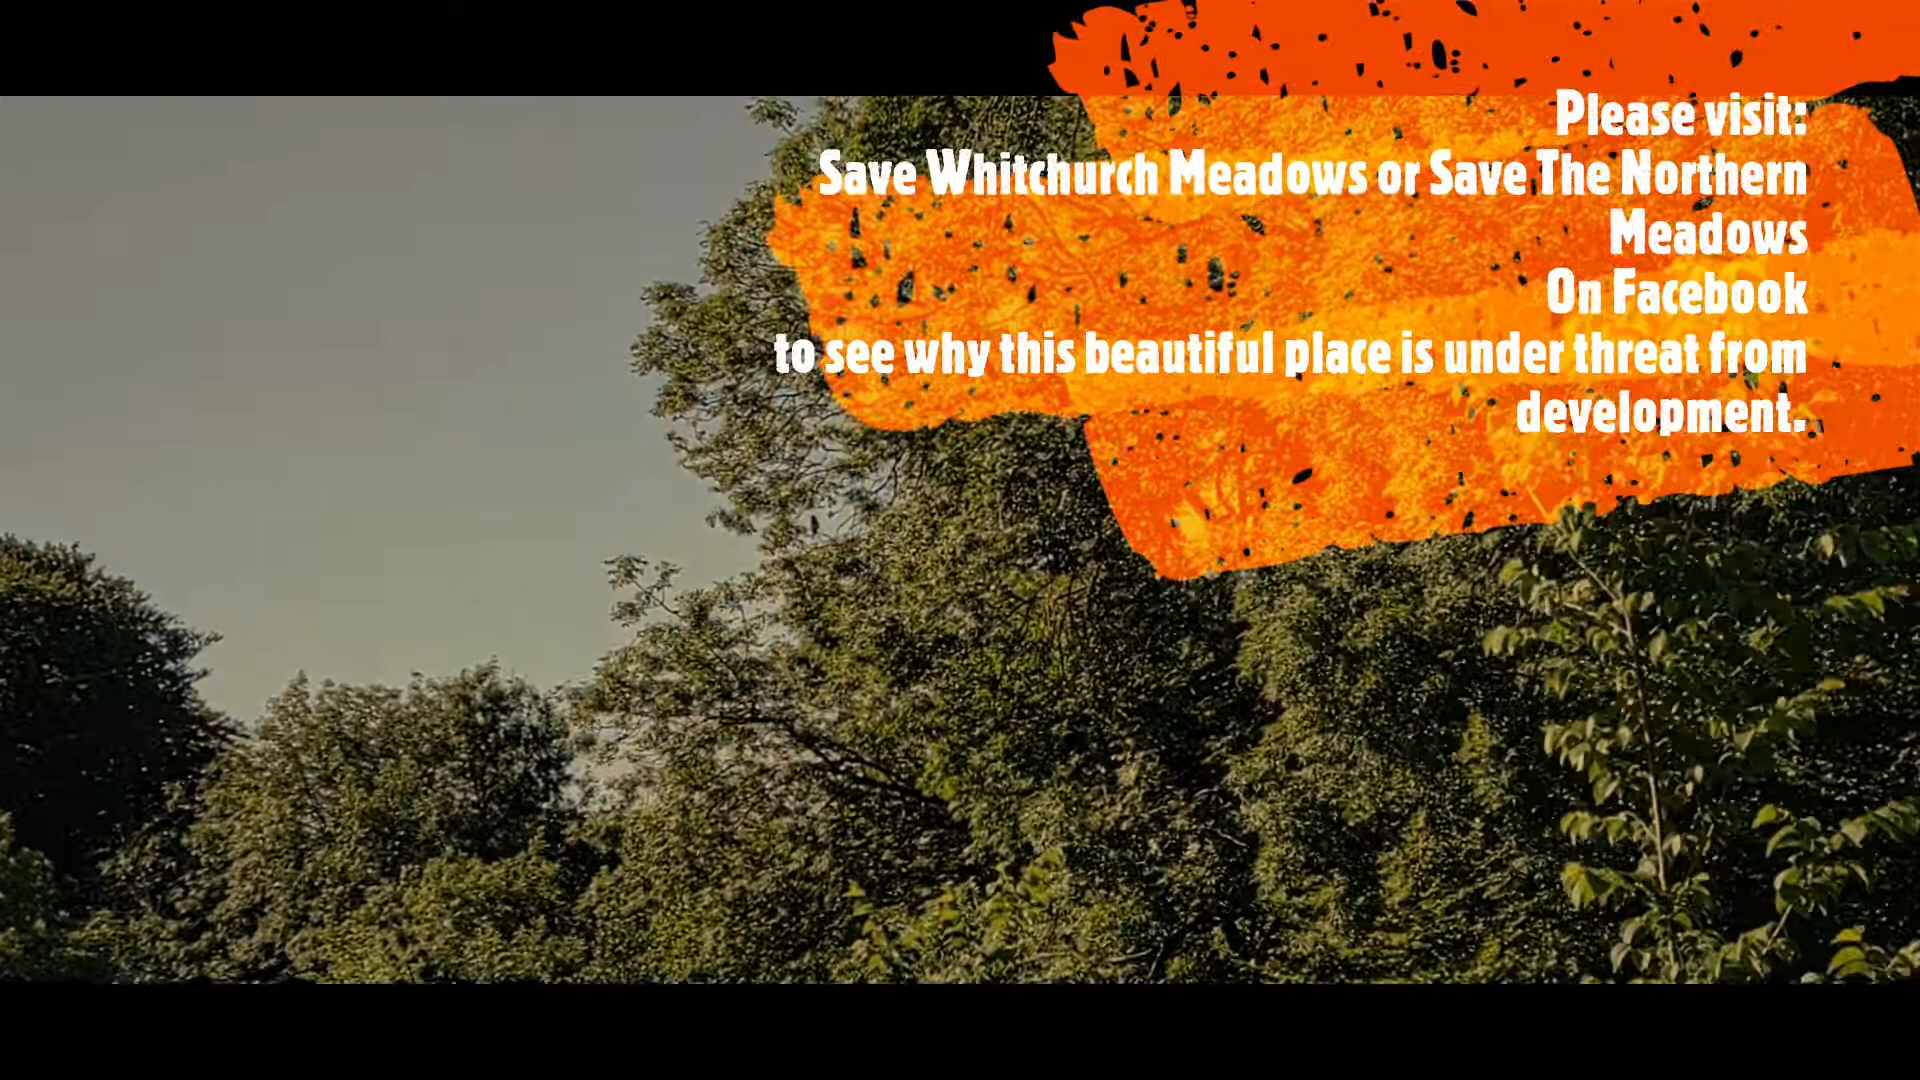 Please visit:
Save Whitchurch Meadows or Save The Northern
Meadows
On Facebook
to see why this beautiful place is under threat from
development.